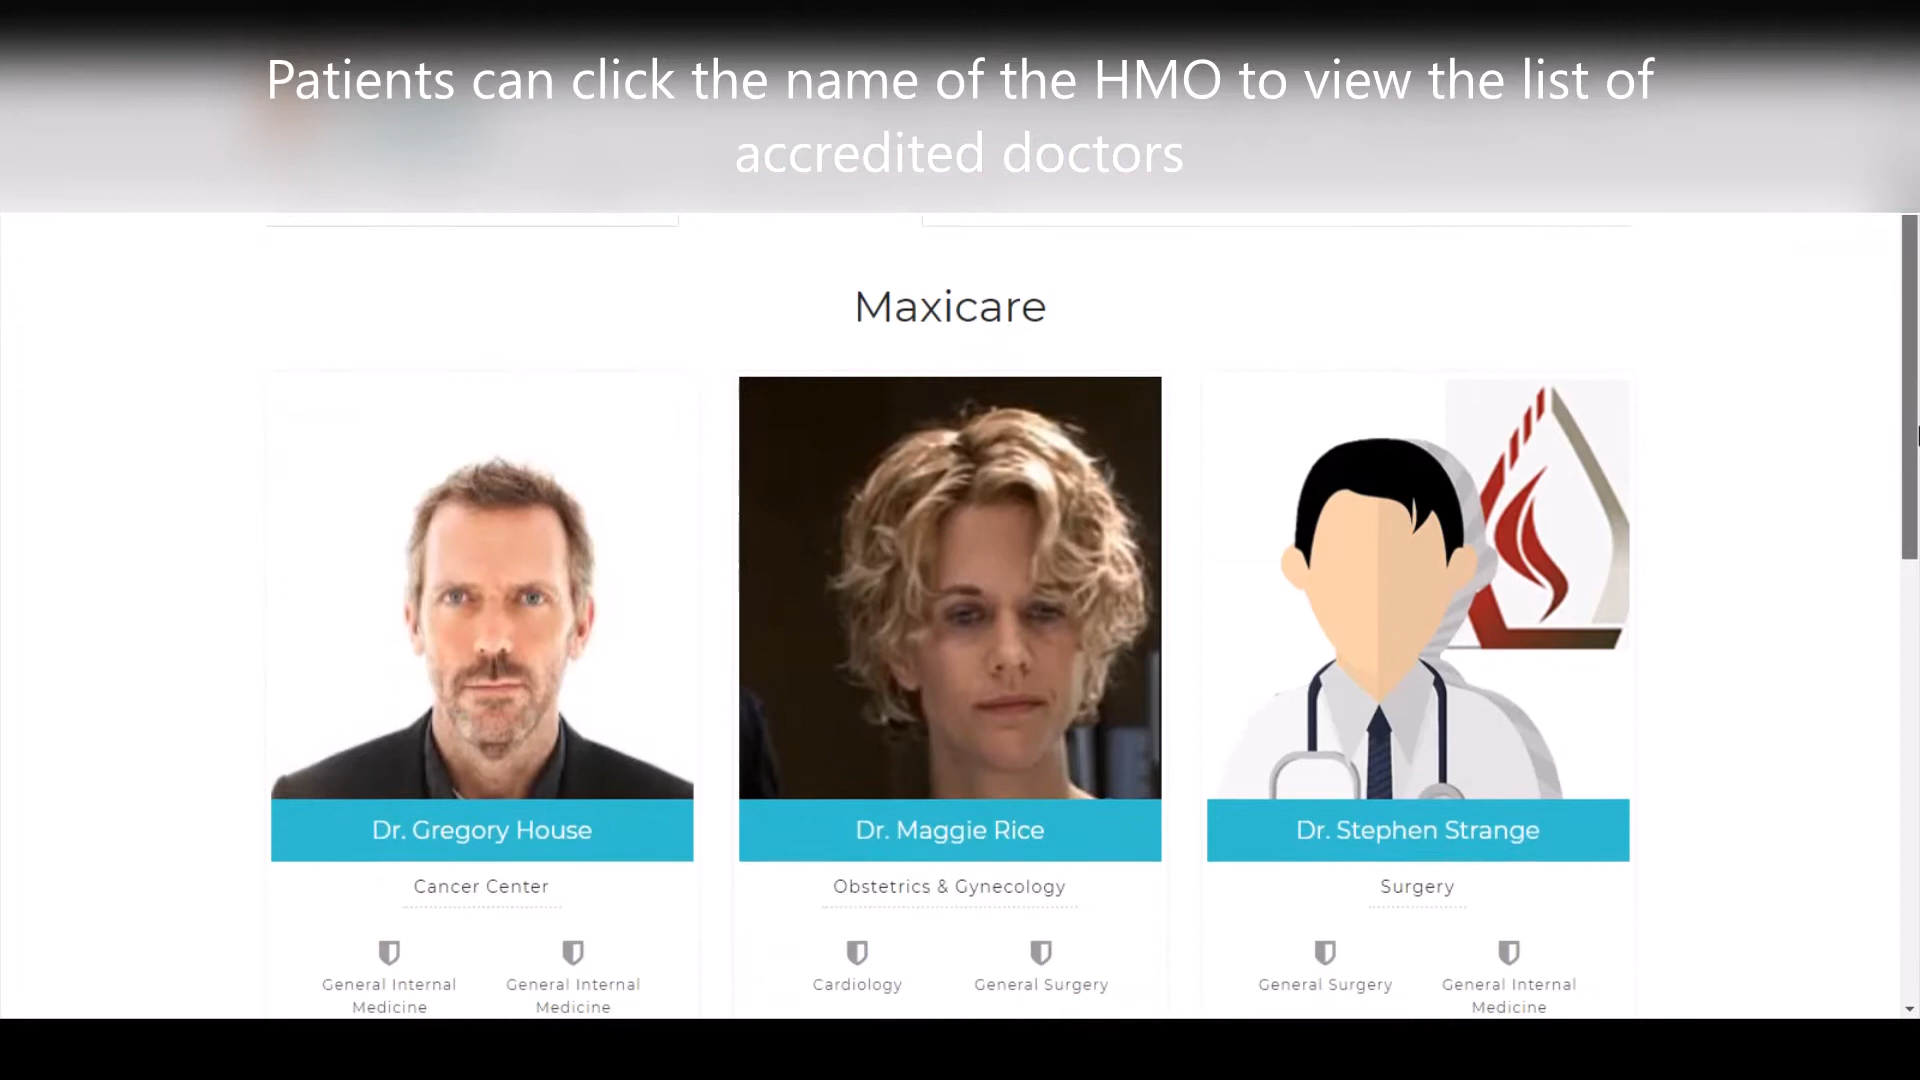 Patients can click the name of the HMO to view the list of
accredited doctors
Maxicare
Dr. Gregory House
Cancer Center
General Internal
Medicine
General Internal
Medicine
Dr. Maggie Rice
Obstetrics & Gynecology
Cardiology
General Surgery
Dr. Stephen Strange
Surgery
General Surgery
General Internal
Medicine